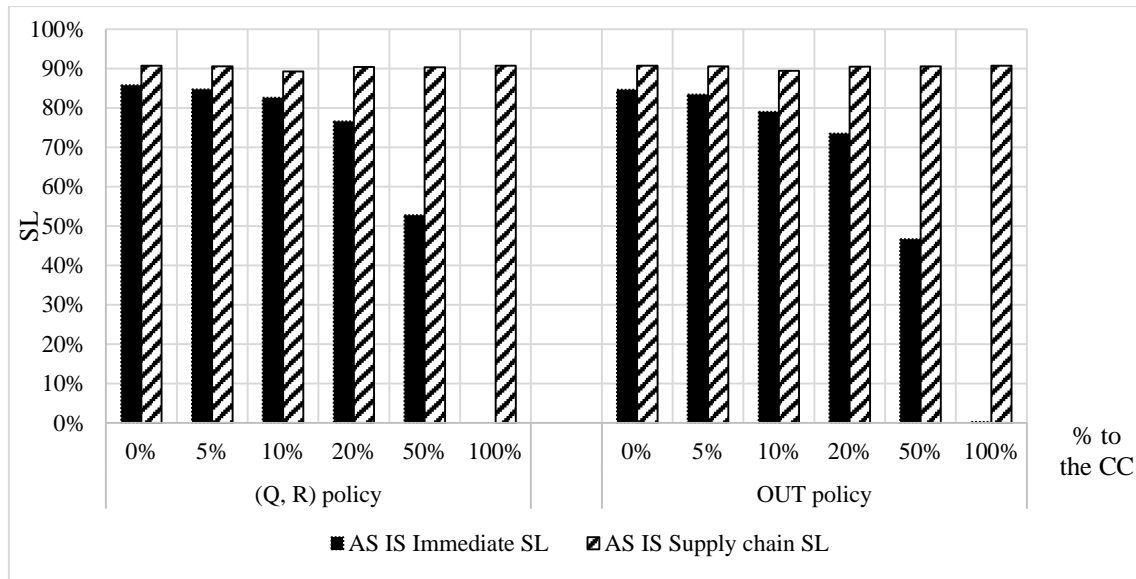 100%
90%
80%
70%
60%
50%
40%
30%
20%
10%
0%
SL
0% 5% 10% 20% 50% 100% 0% 5% 10% 20% 50% 100%
(Q, R) policy OUT policy
% to
the CC
AS IS Immediate SL AS IS Supply chain SL